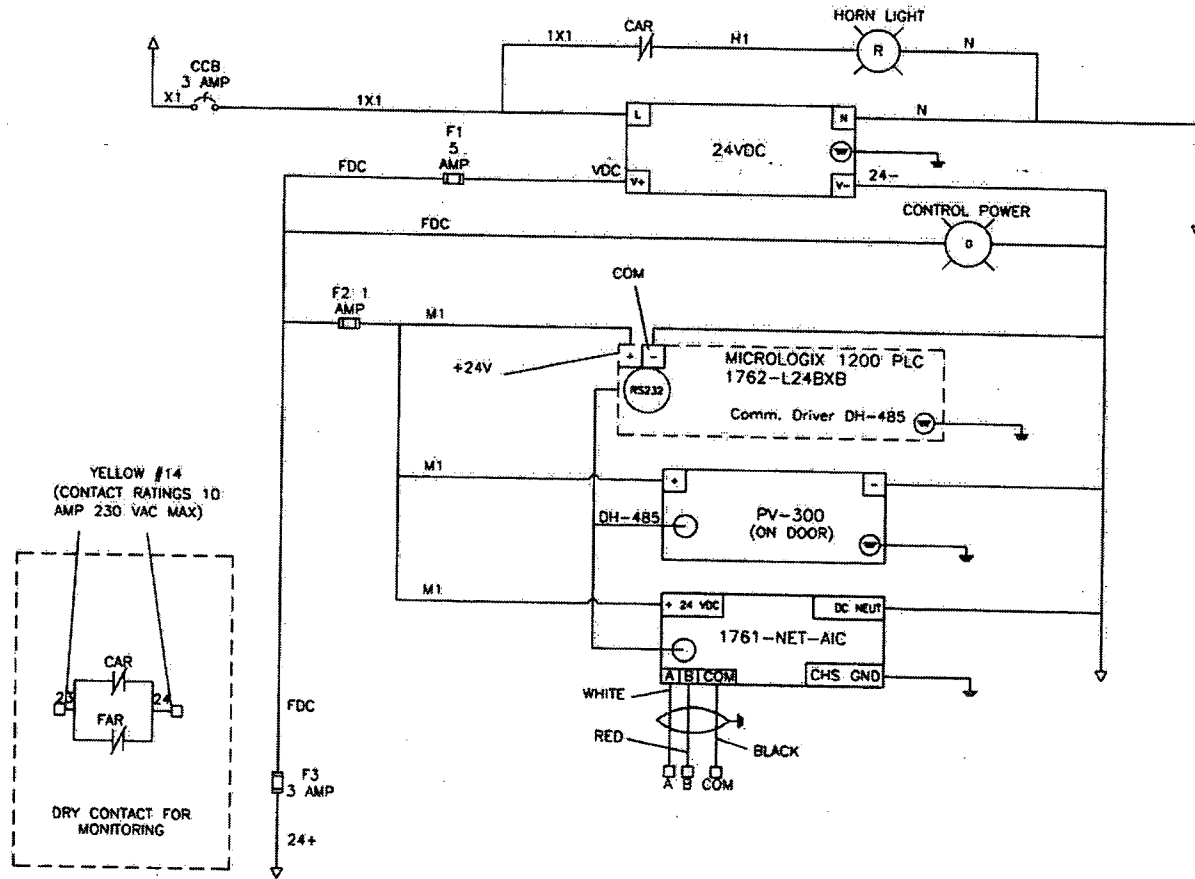 HORN LIGHT
CAR
1X1
H1
R
N
CCB
3 AMP
X1
1X1
L
N
N
F1
5
AMP
24VDC
FDC
VDC
V+
V-
24-
CONTROL POWER
FDC
G
COM
F2 1
AMP
M1
+
-
+24V
MICROLOGIX 1200 PLC
1762-L24BXB
RS232
Comm. Driver DH-485
YELLOW #14
(CONTACT RATINGS 10
AMP 230 VAC MAX)
M1
+
-
DH-485
PV-300
(ON DOOR)
M1
+ 24 VDC
DC NEUT
1761-NET-AIC
A B COM
CHS GND
WHITE
RED
BLACK
A B COM
CAR
23
24
FAR
FDC
F3
3 AMP
24+
DRY CONTACT FOR
MONITORING